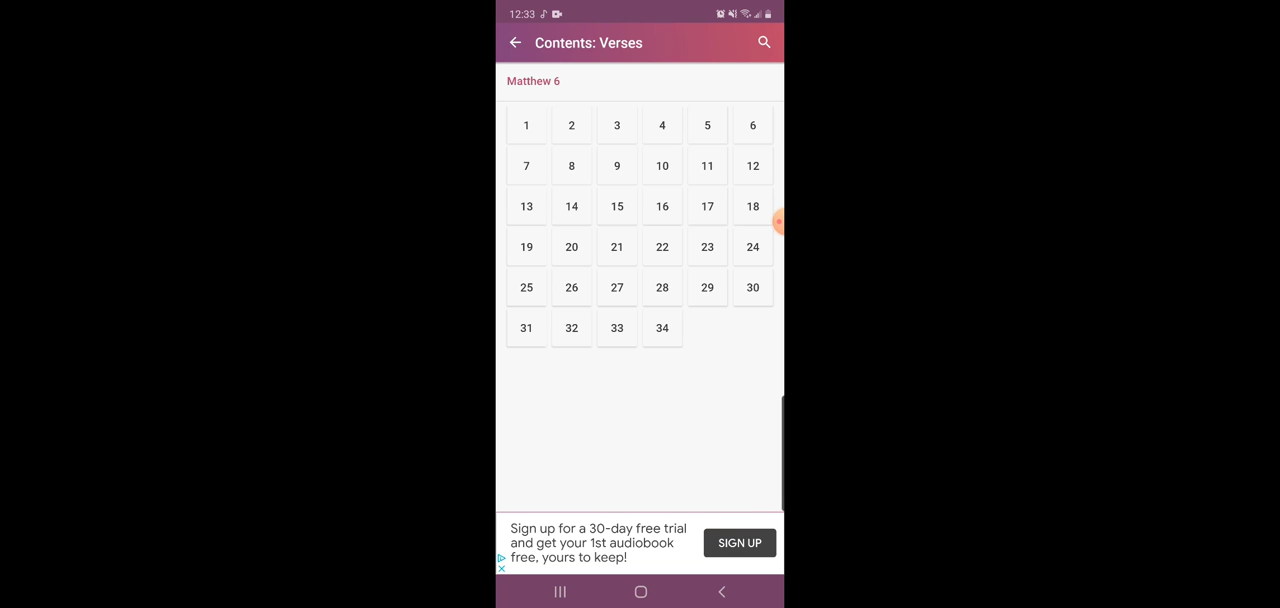 12:33
Contents: Verses
Matthew 6
1 2 3 4 5 6
7 8 9 10 11 12
13 14 15 16 17 18
19 20 21 22 23 24
25 26 27 28 29 30
31 32 33 34
Sign up for a 30-day free trial
and get your 1st audiobook
free, yours to keep!
SIGN UP